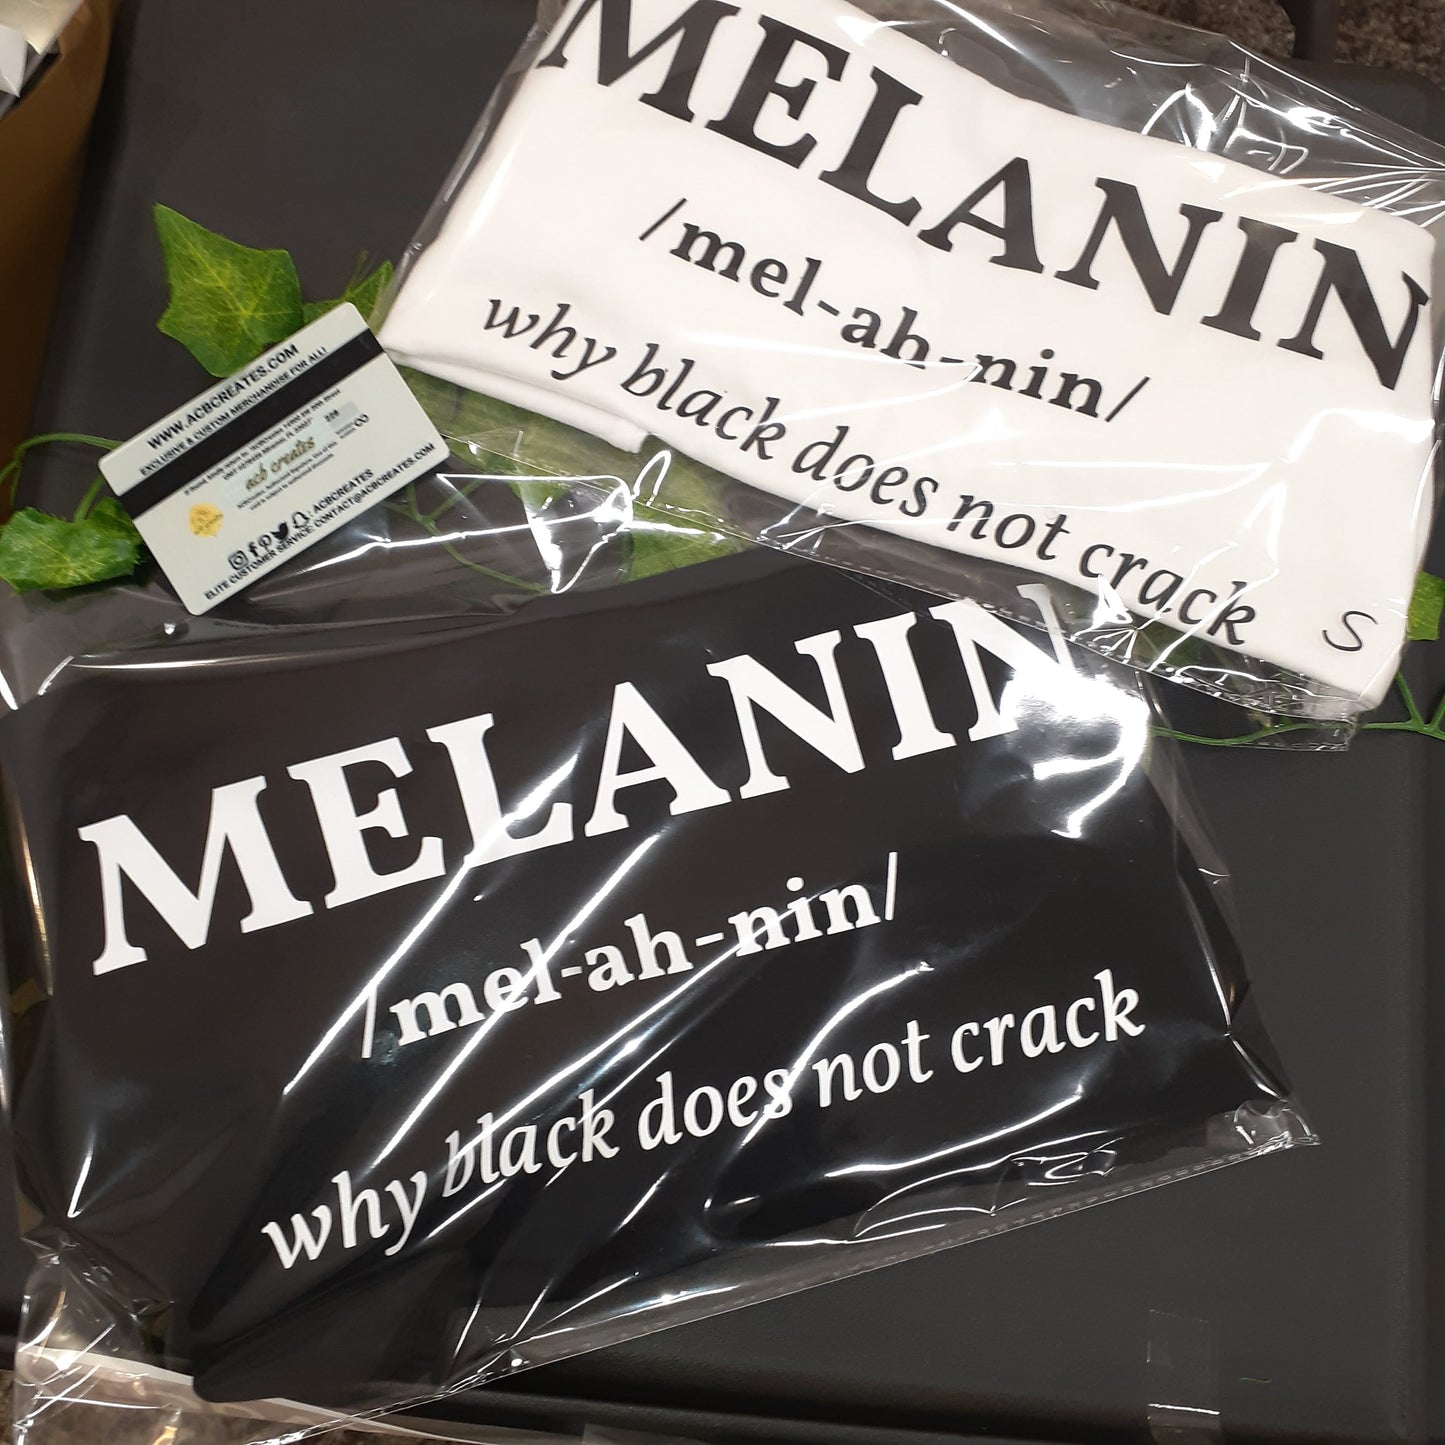 MELANIN
/mel-ah-nin/
why black does not crack
S
WWW.ACBCREATES.COM
EXCLUSIVE & CUSTOM MERCHANDISE FOR ALL!
acb creates
: ACBCREATES
ELITE CUSTOMER SERVICE: CONTACT@ACBCREATES.COM
MELANIN
/mel-ah-nin/
why black does not crack